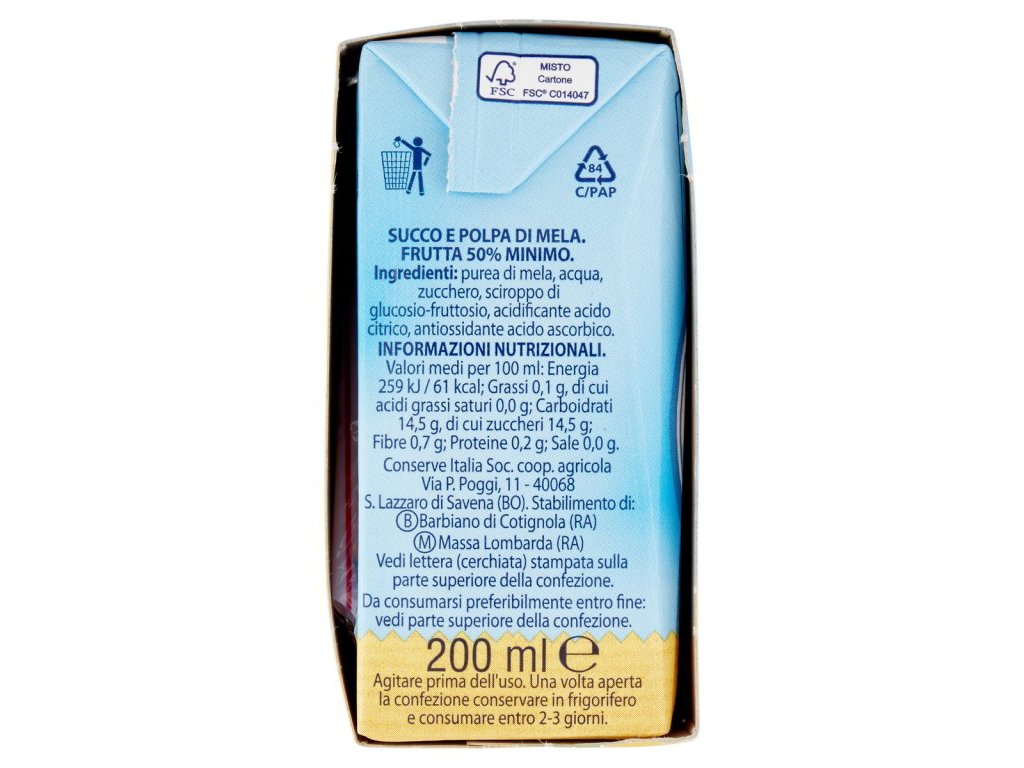 MISTO
Cartone
FSC
FSC® C014047
84
C/PAP
SUCCO E POLPA DI MELA.
FRUTTA 50% MINIMO.
Ingredienti: purea di mela, acqua,
zucchero, sciroppo di
glucosio-fruttosio, acidificante acido
citrico, antiossidante acido ascorbico.
INFORMAZIONI NUTRIZIONALI.
Valori medi per 100 ml: Energia
259 kJ / 61 kcal; Grassi 0,1 g, di cui
acidi grassi saturi 0,0 g; Carboidrati
14,5 g, di cui zuccheri 14,5 g;
Fibre 0,7 g; Proteine 0,2 g; Sale 0,0 g.
Conserve Italia Soc. coop. agricola
Via P. Poggi, 11 - 40068
S. Lazzaro di Savena (BO). Stabilimento di:
Ⓑ Barbiano di Cotignola (RA)
Ⓜ Massa Lombarda (RA)
Vedi lettera (cerchiata) stampata sulla
parte superiore della confezione.
Da consumarsi preferibilmente entro fine:
vedi parte superiore della confezione.
200 ml ℮
Agitare prima dell'uso. Una volta aperta
la confezione conservare in frigorifero
e consumare entro 2-3 giorni.